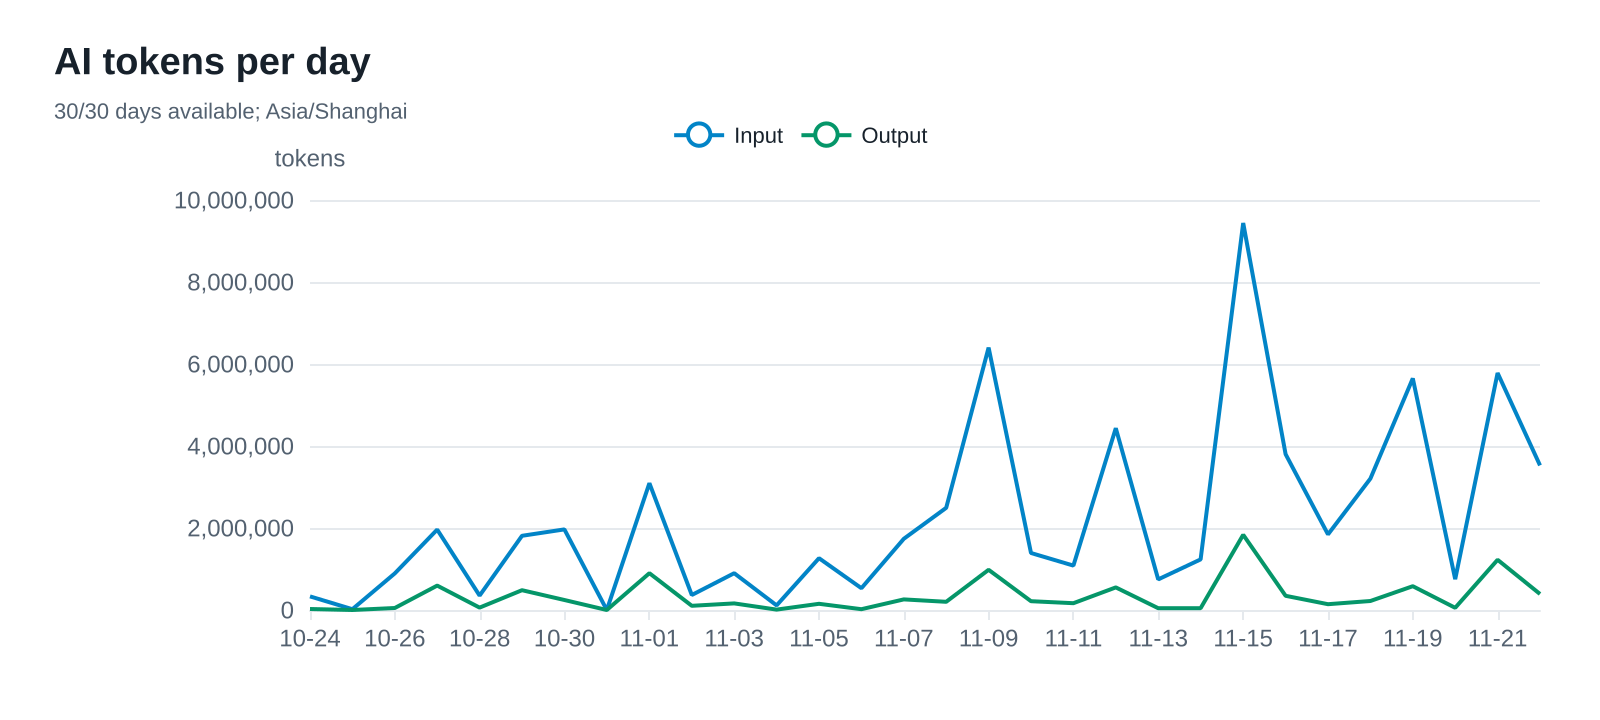 AI tokens per day
30/30 days available; Asia/Shanghai
Input Output
tokens
10,000,000
8,000,000
6,000,000
4,000,000
2,000,000
0
10-24 10-26 10-28 10-30 11-01 11-03 11-05 11-07 11-09 11-11 11-13 11-15 11-17 11-19 11-21